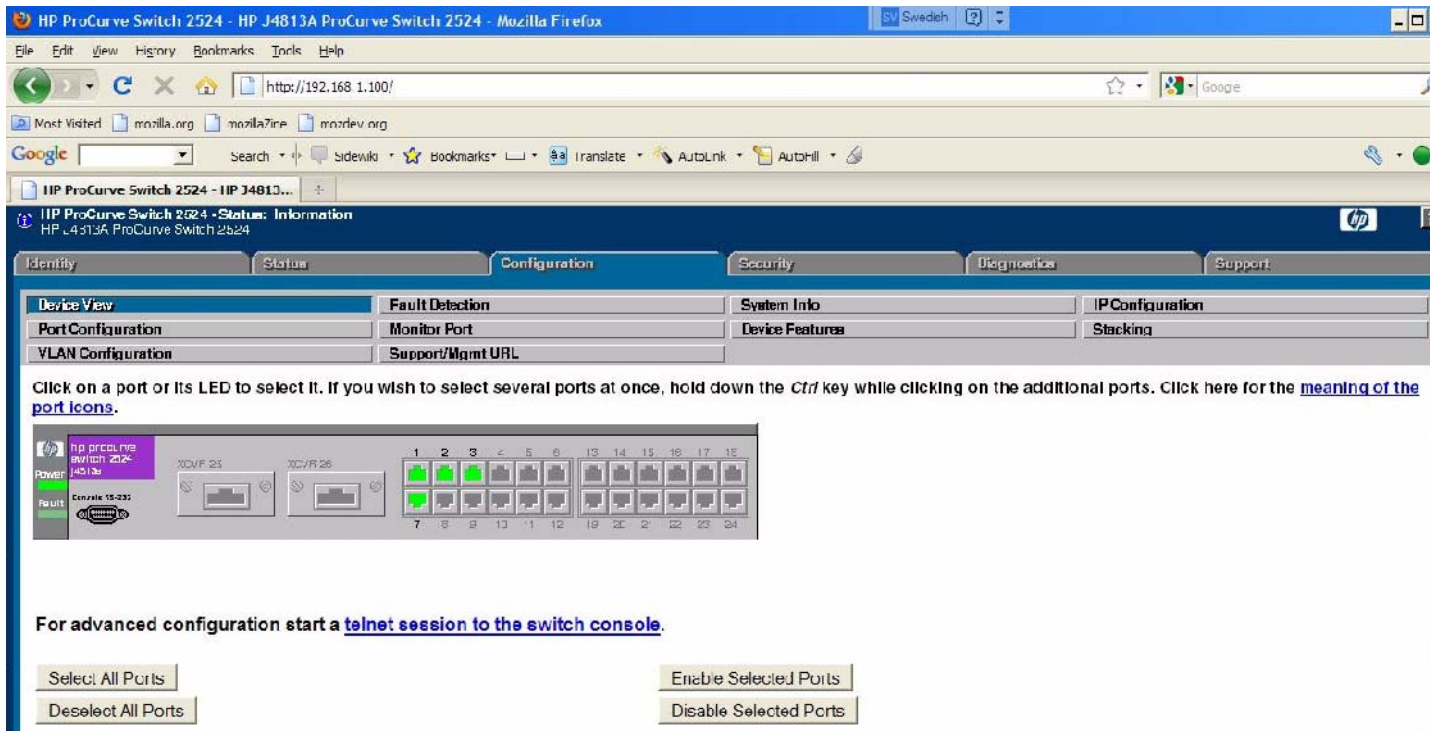 HP ProCurve Switch 2524 - HP J4813A ProCurve Switch 2524 - Mozilla Firefox
SV Swedish
File Edit View History Bookmarks Tools Help
http://192.168.1.100/
Google
Most Visited mozilla.org mozillaZine mozdev.org
Google Search Sidewiki Bookmarks Translate AutoLink AutoFill
HP ProCurve Switch 2524 - HP J4813...
HP ProCurve Switch 2524 - Status: Information
HP J4813A ProCurve Switch 2524
Identity Status Configuration Security Diagnostics Support
Device View Fault Detection System Info IP Configuration
Port Configuration Monitor Port Device Features Stacking
VLAN Configuration Support/Mgmt URL
Click on a port or its LED to select it. If you wish to select several ports at once, hold down the Ctrl key while clicking on the additional ports. Click here for the meaning of the
port icons.
hp procurve
switch 2524
j4813a
Power
Fault
Console RS-232
XCVR 25 XCVR 26
1 2 3 4 5 6 13 14 15 16 17 18
7 8 9 10 11 12 19 20 21 22 23 24
For advanced configuration start a telnet session to the switch console.
Select All Ports Enable Selected Ports
Deselect All Ports Disable Selected Ports